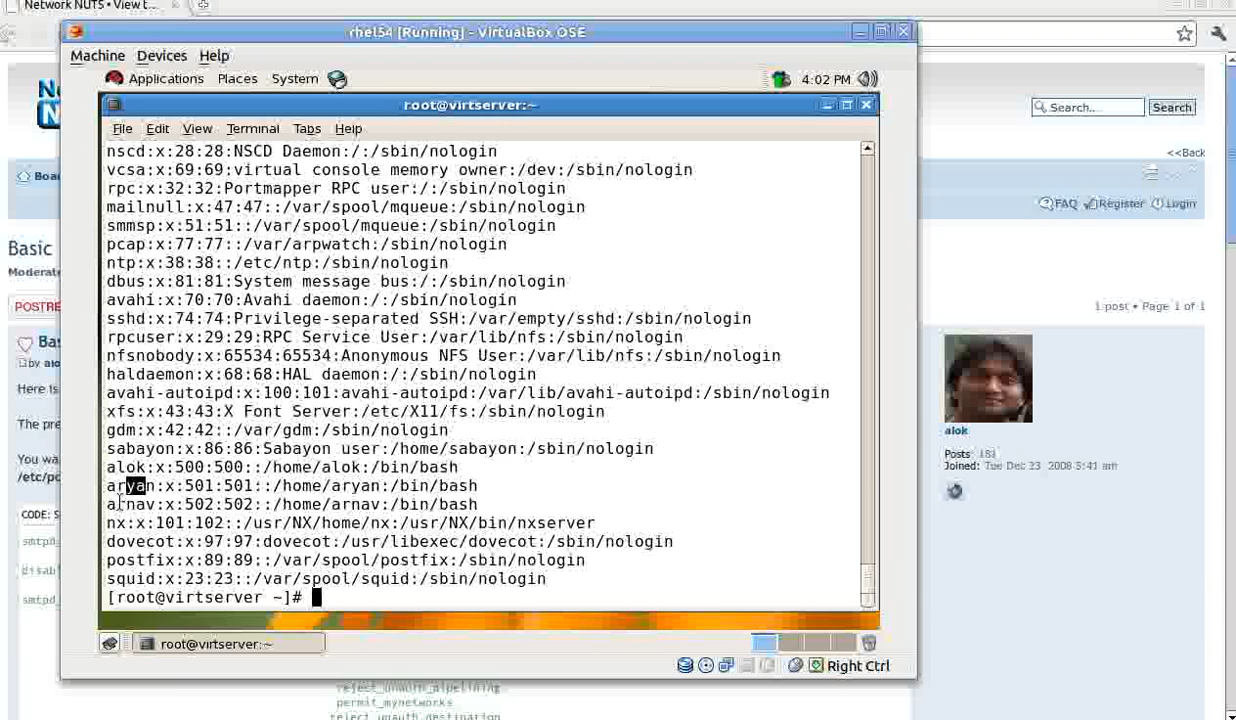 Network NUTS • View t
rhel54 [Running] - VirtualBox OSE
Machine Devices Help
Applications Places System 4:02 PM
root@virtserver:~
File Edit View Terminal Tabs Help
nscd:x:28:28:NSCD Daemon:/:/sbin/nologin
vcsa:x:69:69:virtual console memory owner:/dev:/sbin/nologin
rpc:x:32:32:Portmapper RPC user:/:/sbin/nologin
mailnull:x:47:47::/var/spool/mqueue:/sbin/nologin
smmsp:x:51:51::/var/spool/mqueue:/sbin/nologin
pcap:x:77:77::/var/arpwatch:/sbin/nologin
ntp:x:38:38::/etc/ntp:/sbin/nologin
dbus:x:81:81:System message bus:/:/sbin/nologin
avahi:x:70:70:Avahi daemon:/:/sbin/nologin
sshd:x:74:74:Privilege-separated SSH:/var/empty/sshd:/sbin/nologin
rpcuser:x:29:29:RPC Service User:/var/lib/nfs:/sbin/nologin
nfsnobody:x:65534:65534:Anonymous NFS User:/var/lib/nfs:/sbin/nologin
haldaemon:x:68:68:HAL daemon:/:/sbin/nologin
avahi-autoipd:x:100:101:avahi-autoipd:/var/lib/avahi-autoipd:/sbin/nologin
xfs:x:43:43:X Font Server:/etc/X11/fs:/sbin/nologin
gdm:x:42:42::/var/gdm:/sbin/nologin
sabayon:x:86:86:Sabayon user:/home/sabayon:/sbin/nologin
alok:x:500:500::/home/alok:/bin/bash
aryan:x:501:501::/home/aryan:/bin/bash
arnav:x:502:502::/home/arnav:/bin/bash
nx:x:101:102::/usr/NX/home/nx:/usr/NX/bin/nxserver
dovecot:x:97:97:dovecot:/usr/libexec/dovecot:/sbin/nologin
postfix:x:89:89::/var/spool/postfix:/sbin/nologin
squid:x:23:23::/var/spool/squid:/sbin/nologin
[root@virtserver ~]#
root@virtserver:~
Right Ctrl
Search... Search
<<Back
Boar
FAQ Register Login
Basic
Moderat
POSTRE
1 post • Page 1 of 1
Bas
by alo
Here is
The pre
You wa
/etc/po
CODE: S
smtpd_
disab
smtpd_
alok
Posts: 183
Joined: Tue Dec 23, 2008 5:41 pm
reject_unauth_pipelining
permit_mynetworks
reject_unauth_destination